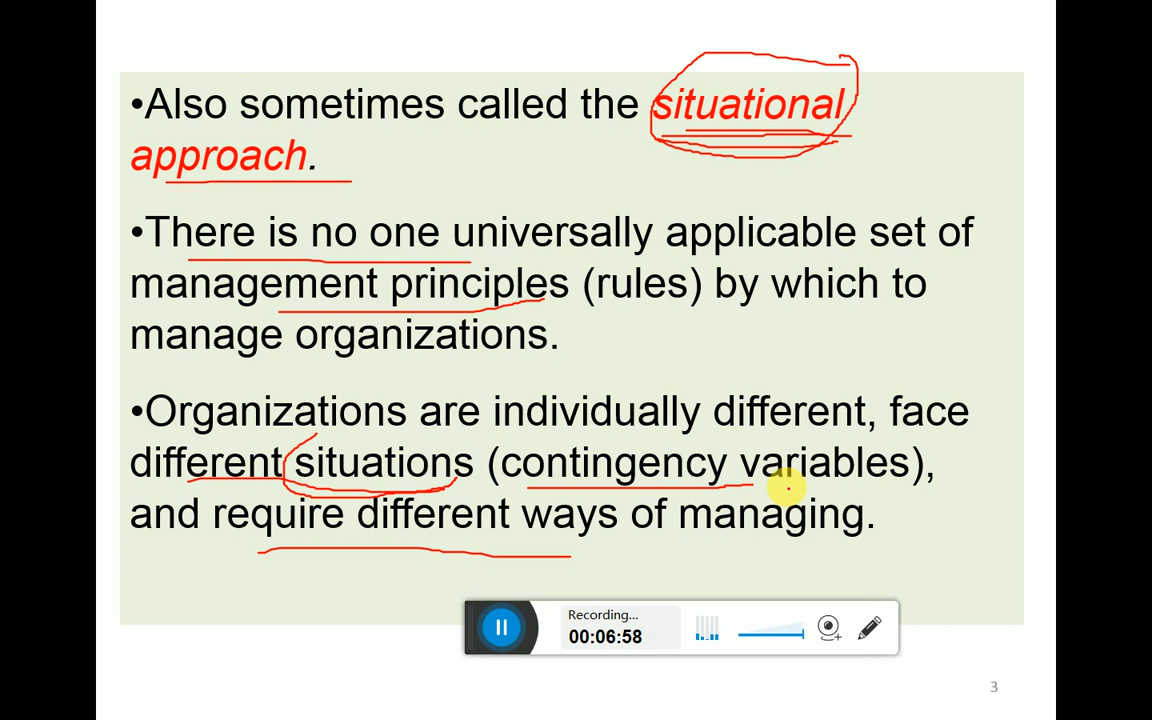 •Also sometimes called the situational
approach.
•There is no one universally applicable set of
management principles (rules) by which to
manage organizations.
•Organizations are individually different, face
different situations (contingency variables),
and require different ways of managing.
Recording...
00:06:58
3